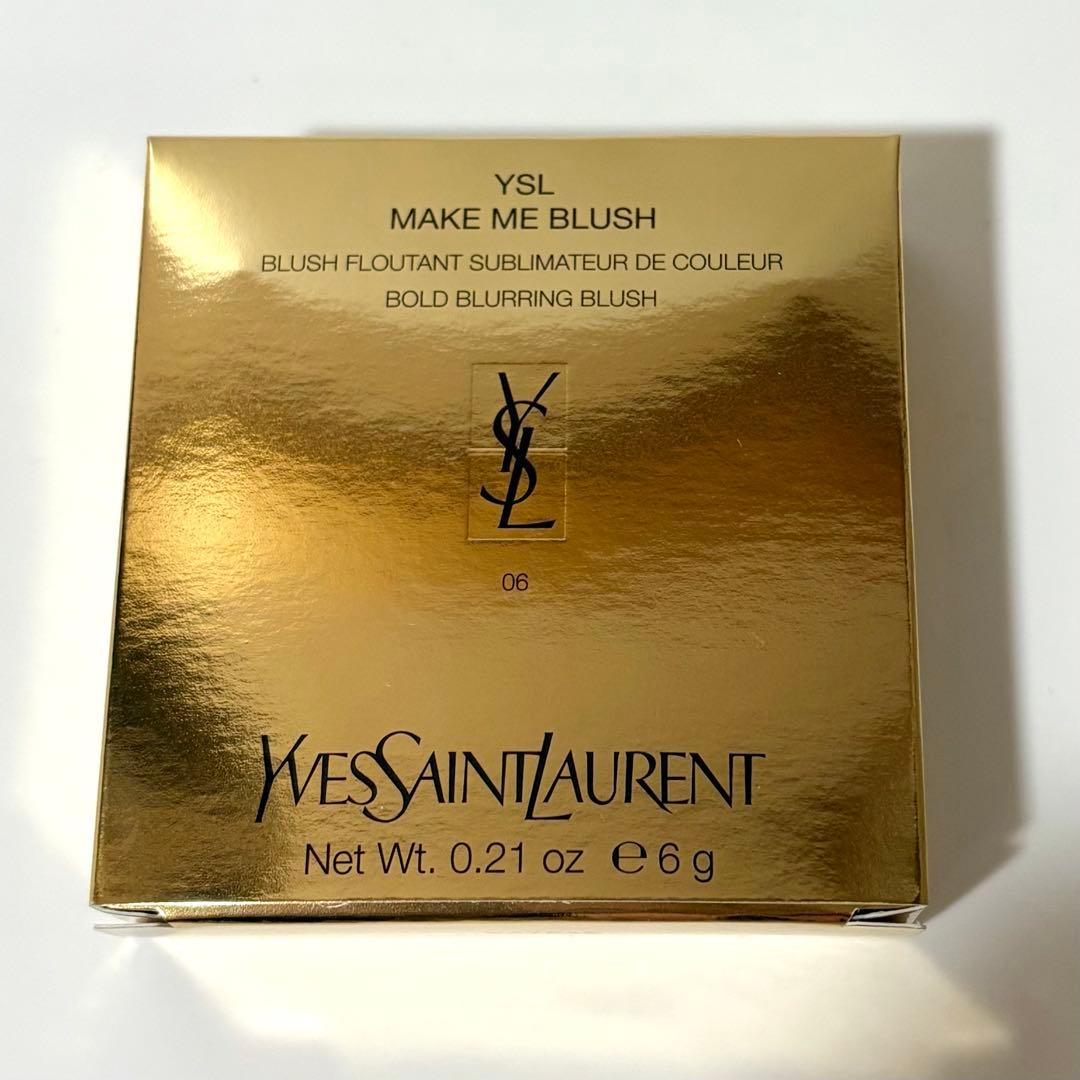 YSL
MAKE ME BLUSH
BLUSH FLOUTANT SUBLIMATEUR DE COULEUR
BOLD BLURRING BLUSH
YSL
06
YVESSAINTLAURENT
Net Wt. 0.21 oz ℮ 6 g